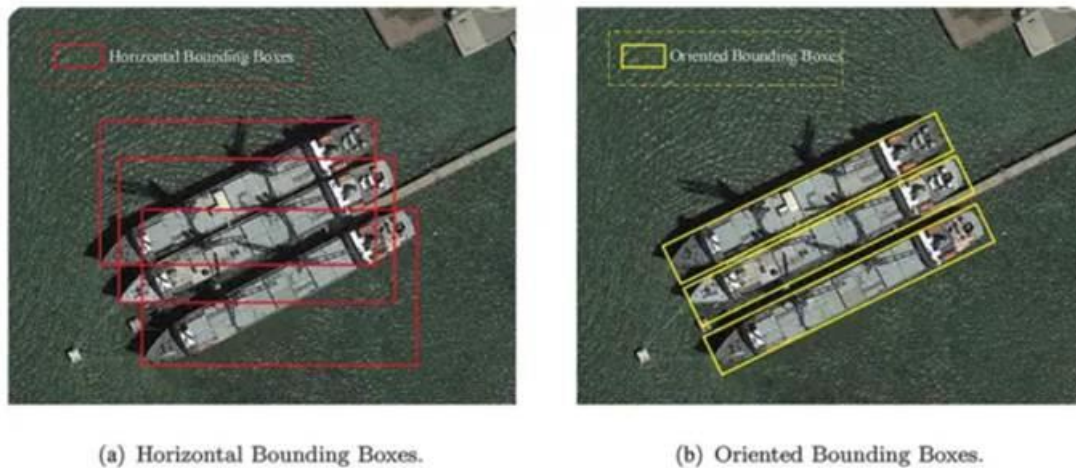 Horizontal Bounding Boxes
Oriented Bounding Boxes
(a) Horizontal Bounding Boxes.
(b) Oriented Bounding Boxes.